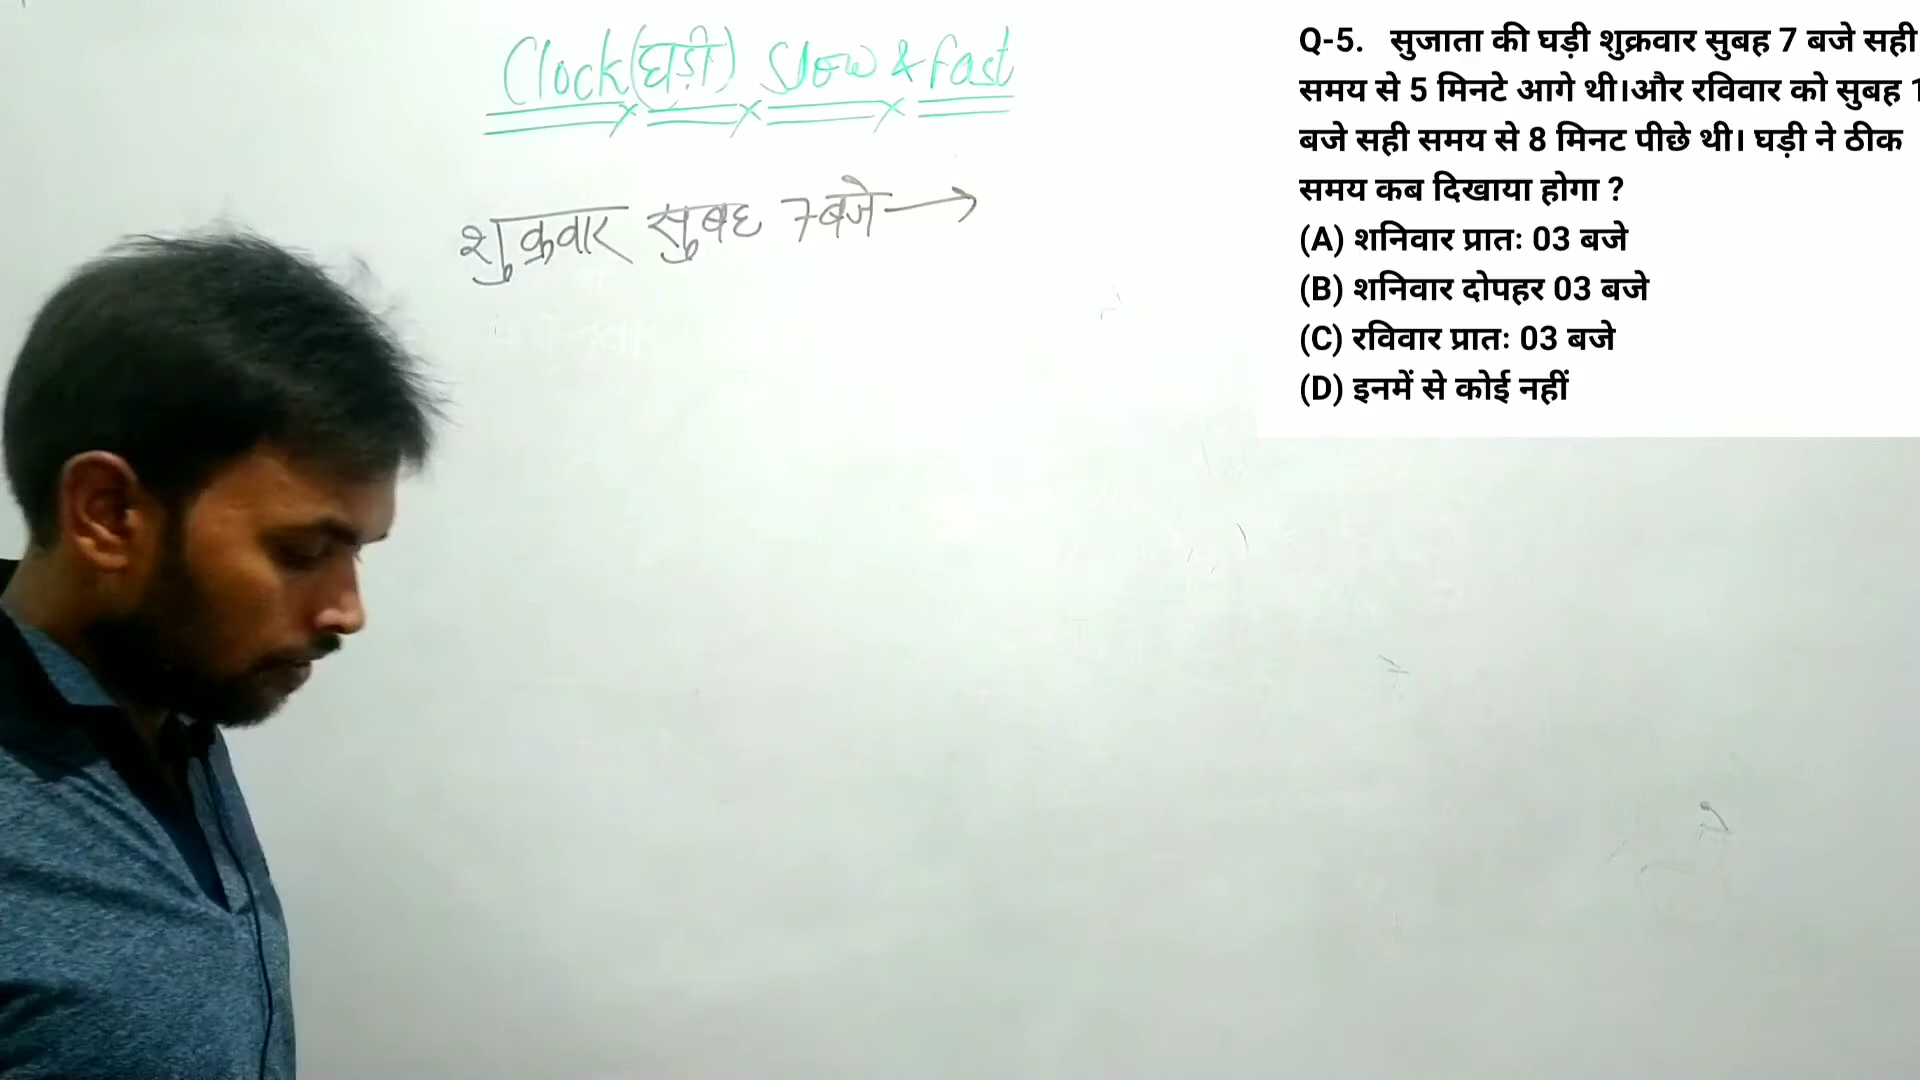 Clock(घड़ी) Slow & fast
शुक्रवार सुबह 7बजे →
Q-5. सुजाता की घड़ी शुक्रवार सुबह 7 बजे सही
समय से 5 मिनटे आगे थी।और रविवार को सुबह 1
बजे सही समय से 8 मिनट पीछे थी। घड़ी ने ठीक
समय कब दिखाया होगा ?
(A) शनिवार प्रातः 03 बजे
(B) शनिवार दोपहर 03 बजे
(C) रविवार प्रातः 03 बजे
(D) इनमें से कोई नहीं